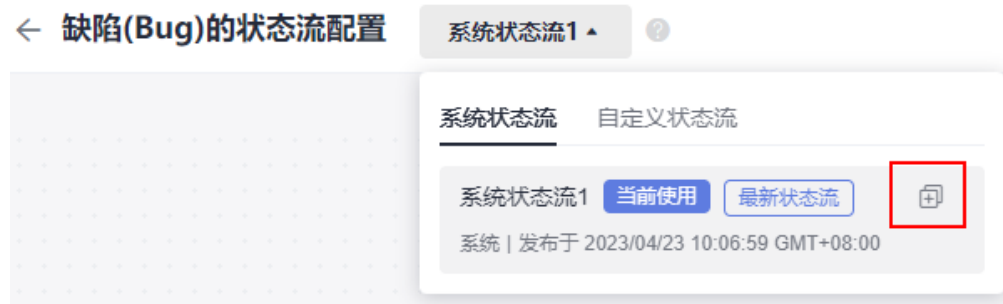 缺陷(Bug)的状态流配置 系统状态流1
系统状态流 自定义状态流
系统状态流1 当前使用 最新状态流
系统 | 发布于 2023/04/23 10:06:59 GMT+08:00